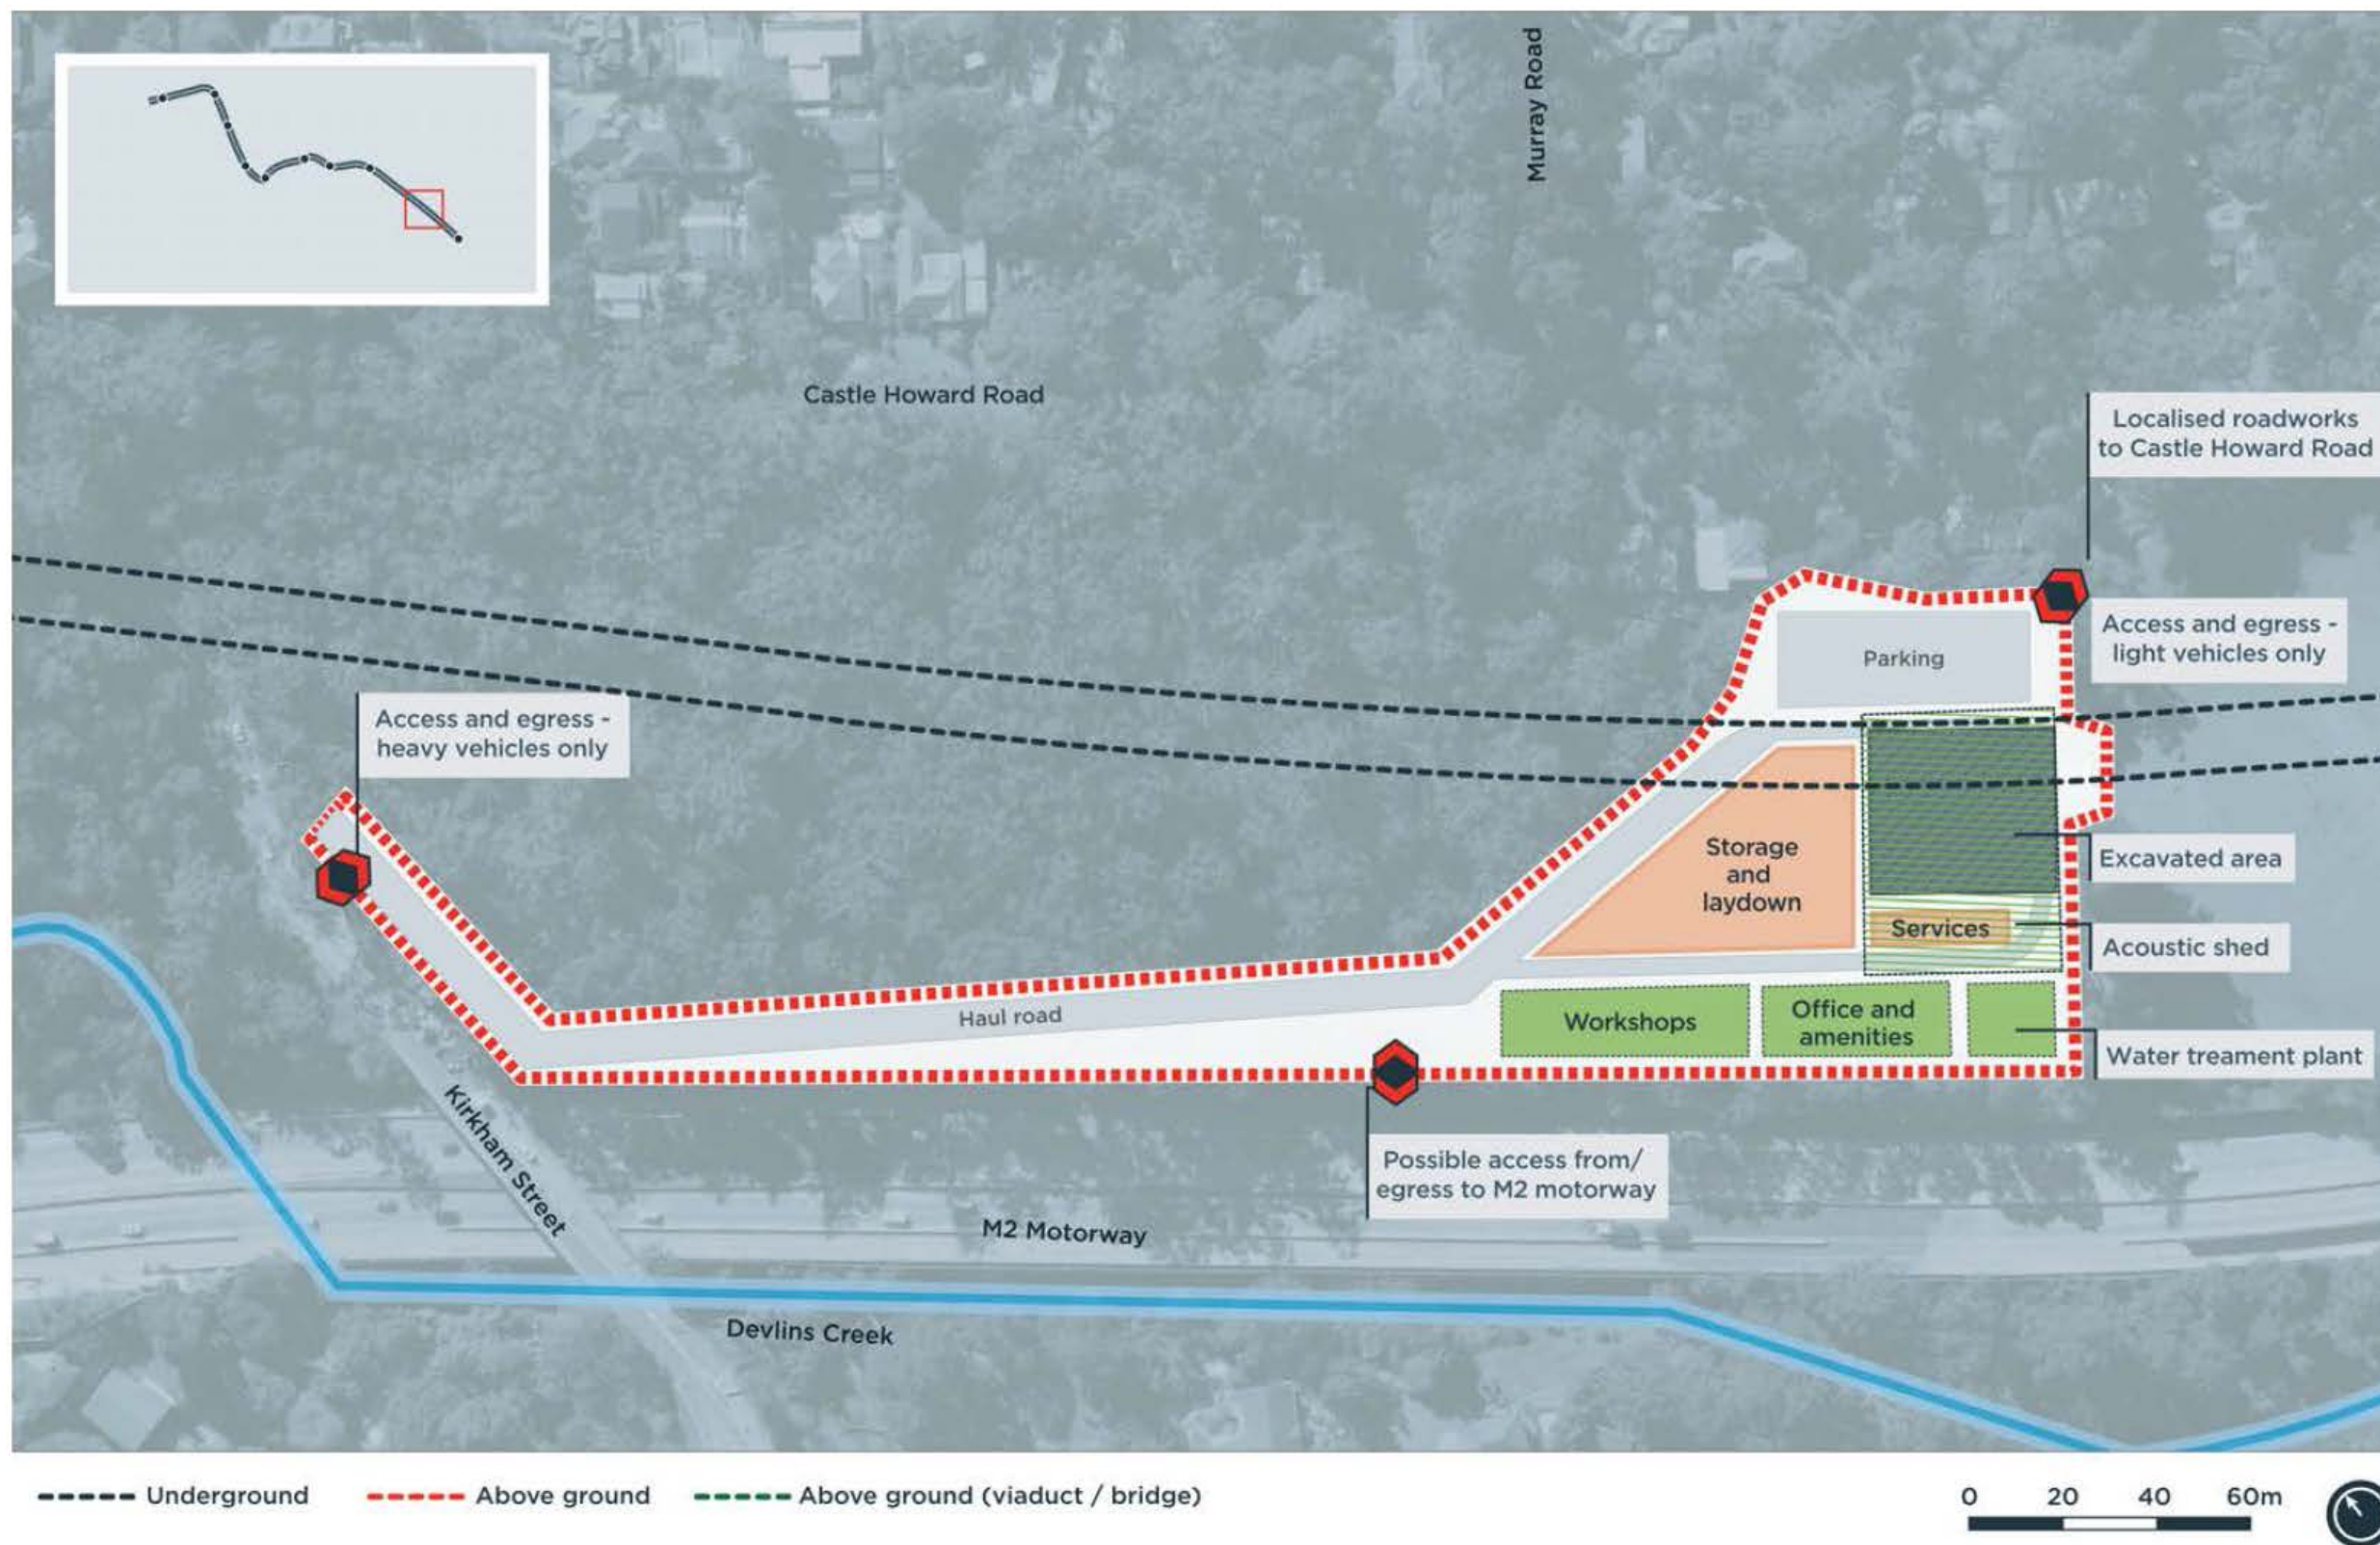 Murray Road
Castle Howard Road
Localised roadworks
to Castle Howard Road
Access and egress -
light vehicles only
Parking
Access and egress -
heavy vehicles only
Storage
and
laydown
Excavated area
Services
Acoustic shed
Haul road
Workshops
Office and
amenities
Water treament plant
Kirkham Street
Possible access from/
egress to M2 motorway
M2 Motorway
Devlins Creek
Underground
Above ground
Above ground (viaduct / bridge)
0 20 40 60m